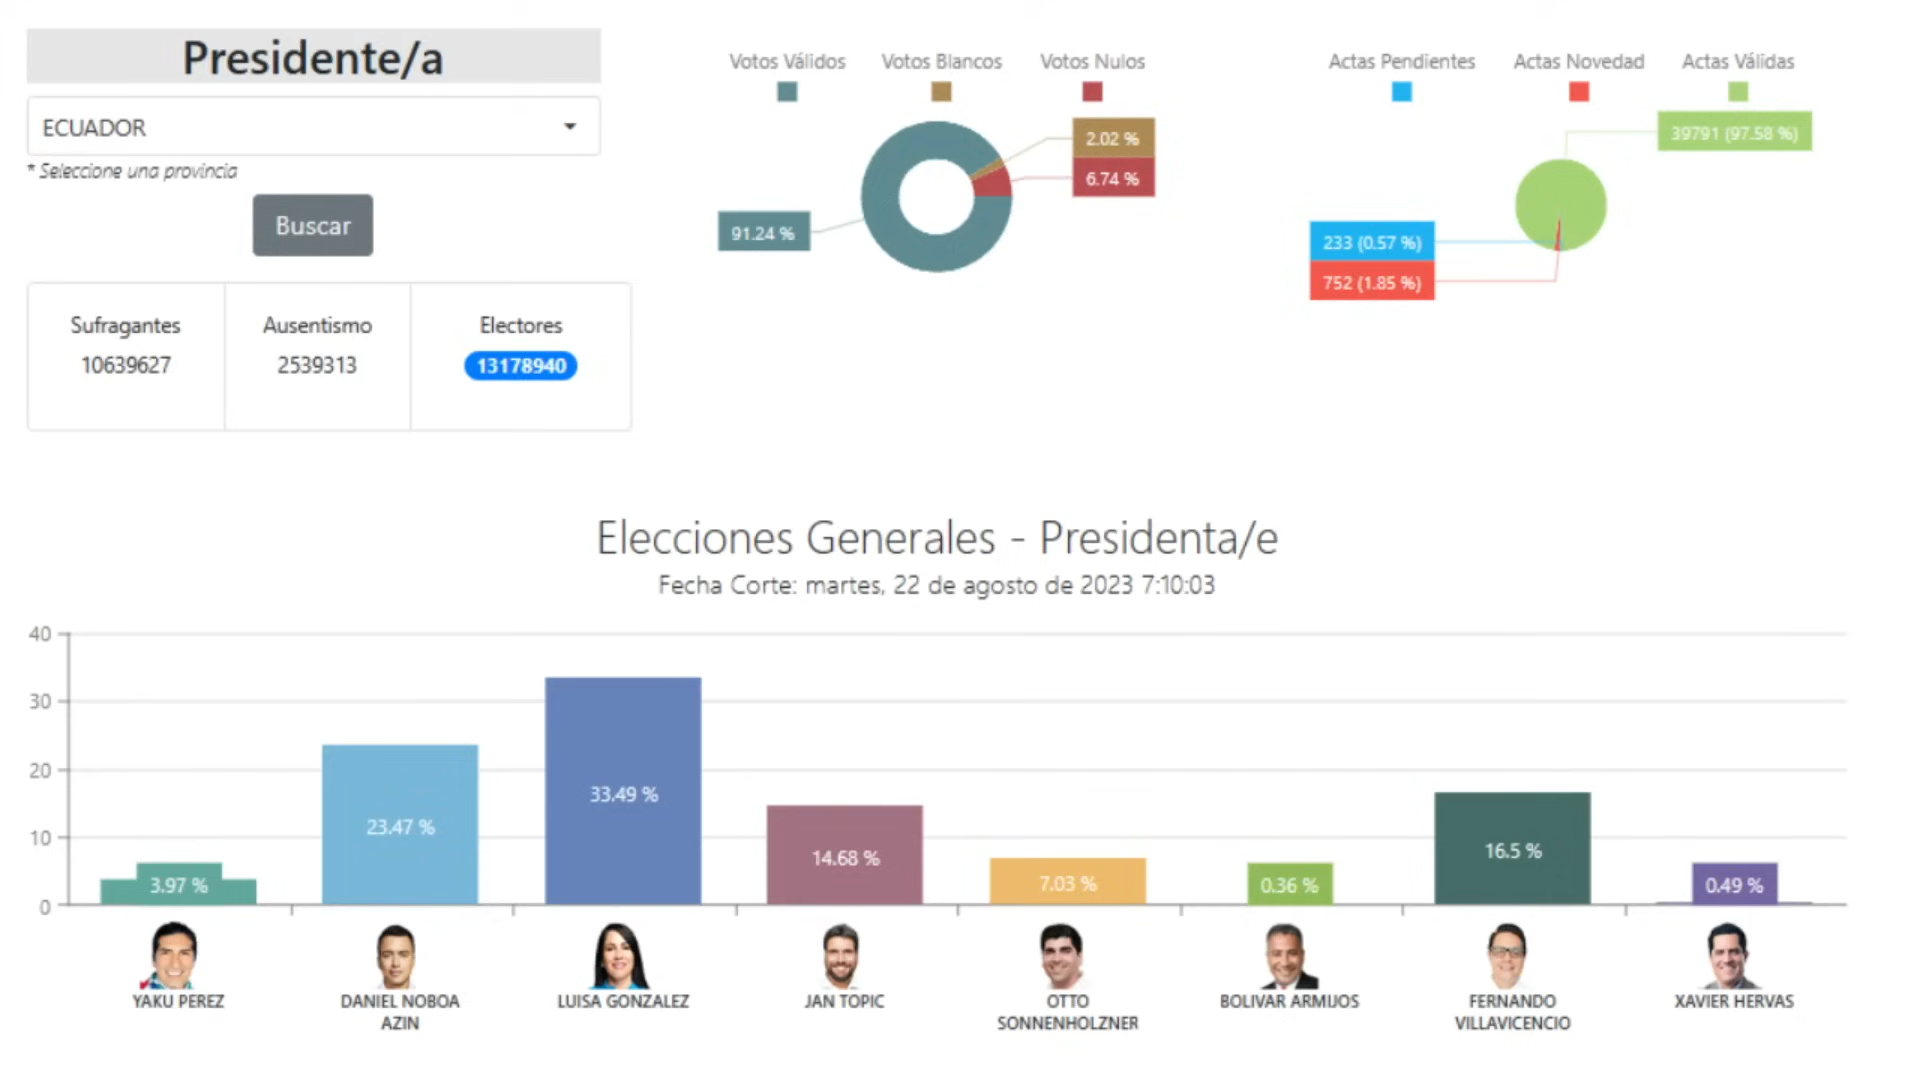 Presidente/a
ECUADOR
* Seleccione una provincia
Buscar
Sufragantes
10639627
Ausentismo
2539313
Electores
13178940
Votos Válidos
Votos Blancos
Votos Nulos
2.02 %
6.74 %
91.24 %
Actas Pendientes
Actas Novedad
Actas Válidas
39791 (97.58 %)
233 (0.57 %)
752 (1.85 %)
Elecciones Generales - Presidenta/e
Fecha Corte: martes, 22 de agosto de 2023 7:10:03
40
30
20
10
0
3.97 %
23.47 %
33.49 %
14.68 %
7.03 %
0.36 %
16.5 %
0.49 %
YAKU PEREZ
DANIEL NOBOA
AZIN
LUISA GONZALEZ
JAN TOPIC
OTTO
SONNENHOLZNER
BOLIVAR ARMIJOS
FERNANDO
VILLAVICENCIO
XAVIER HERVAS